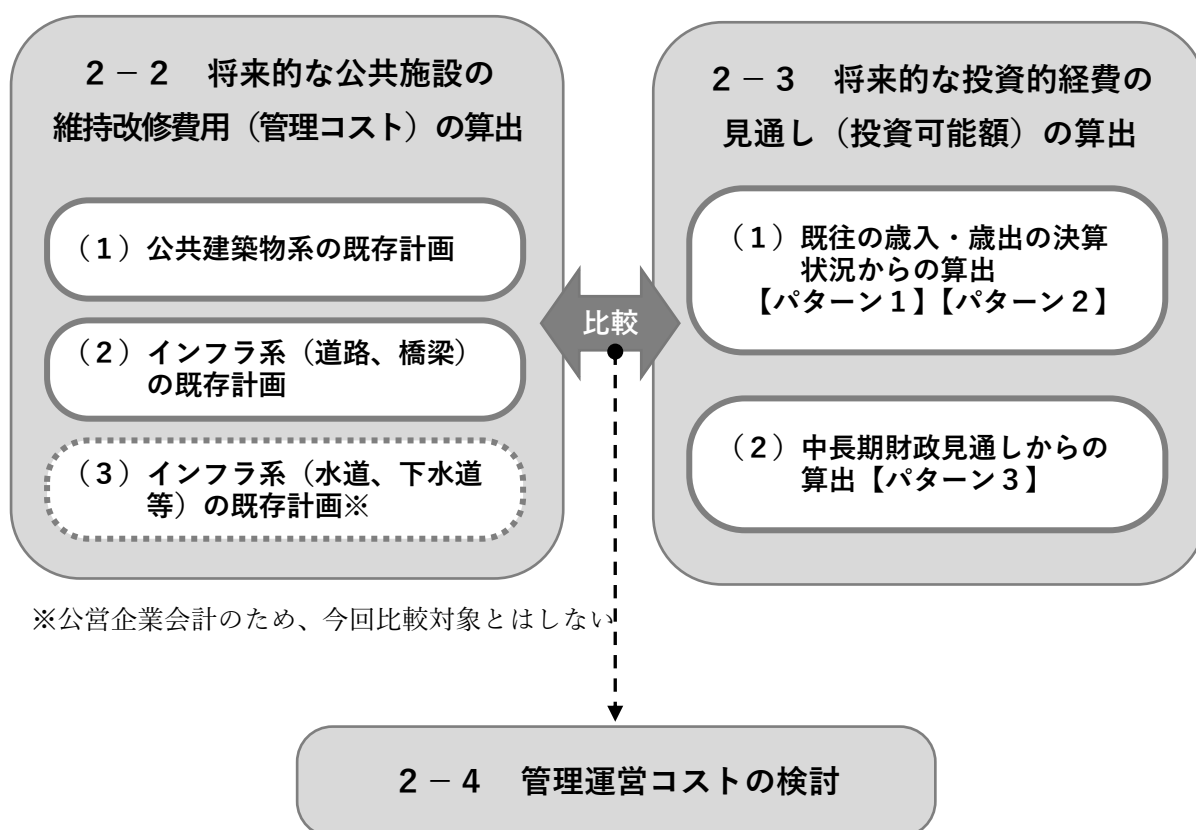 ２－２　将来的な公共施設の
維持改修費用（管理コスト）の算出
（１）公共建築物系の既存計画
（２）インフラ系（道路、橋梁）
の既存計画
（３）インフラ系（水道、下水道
等）の既存計画※
※公営企業会計のため、今回比較対象とはしない
比較
２－３　将来的な投資的経費の
見通し（投資可能額）の算出
（１）既往の歳入・歳出の決算
状況からの算出
【パターン１】【パターン２】
（２）中長期財政見通しからの
算出【パターン３】
２－４　管理運営コストの検討